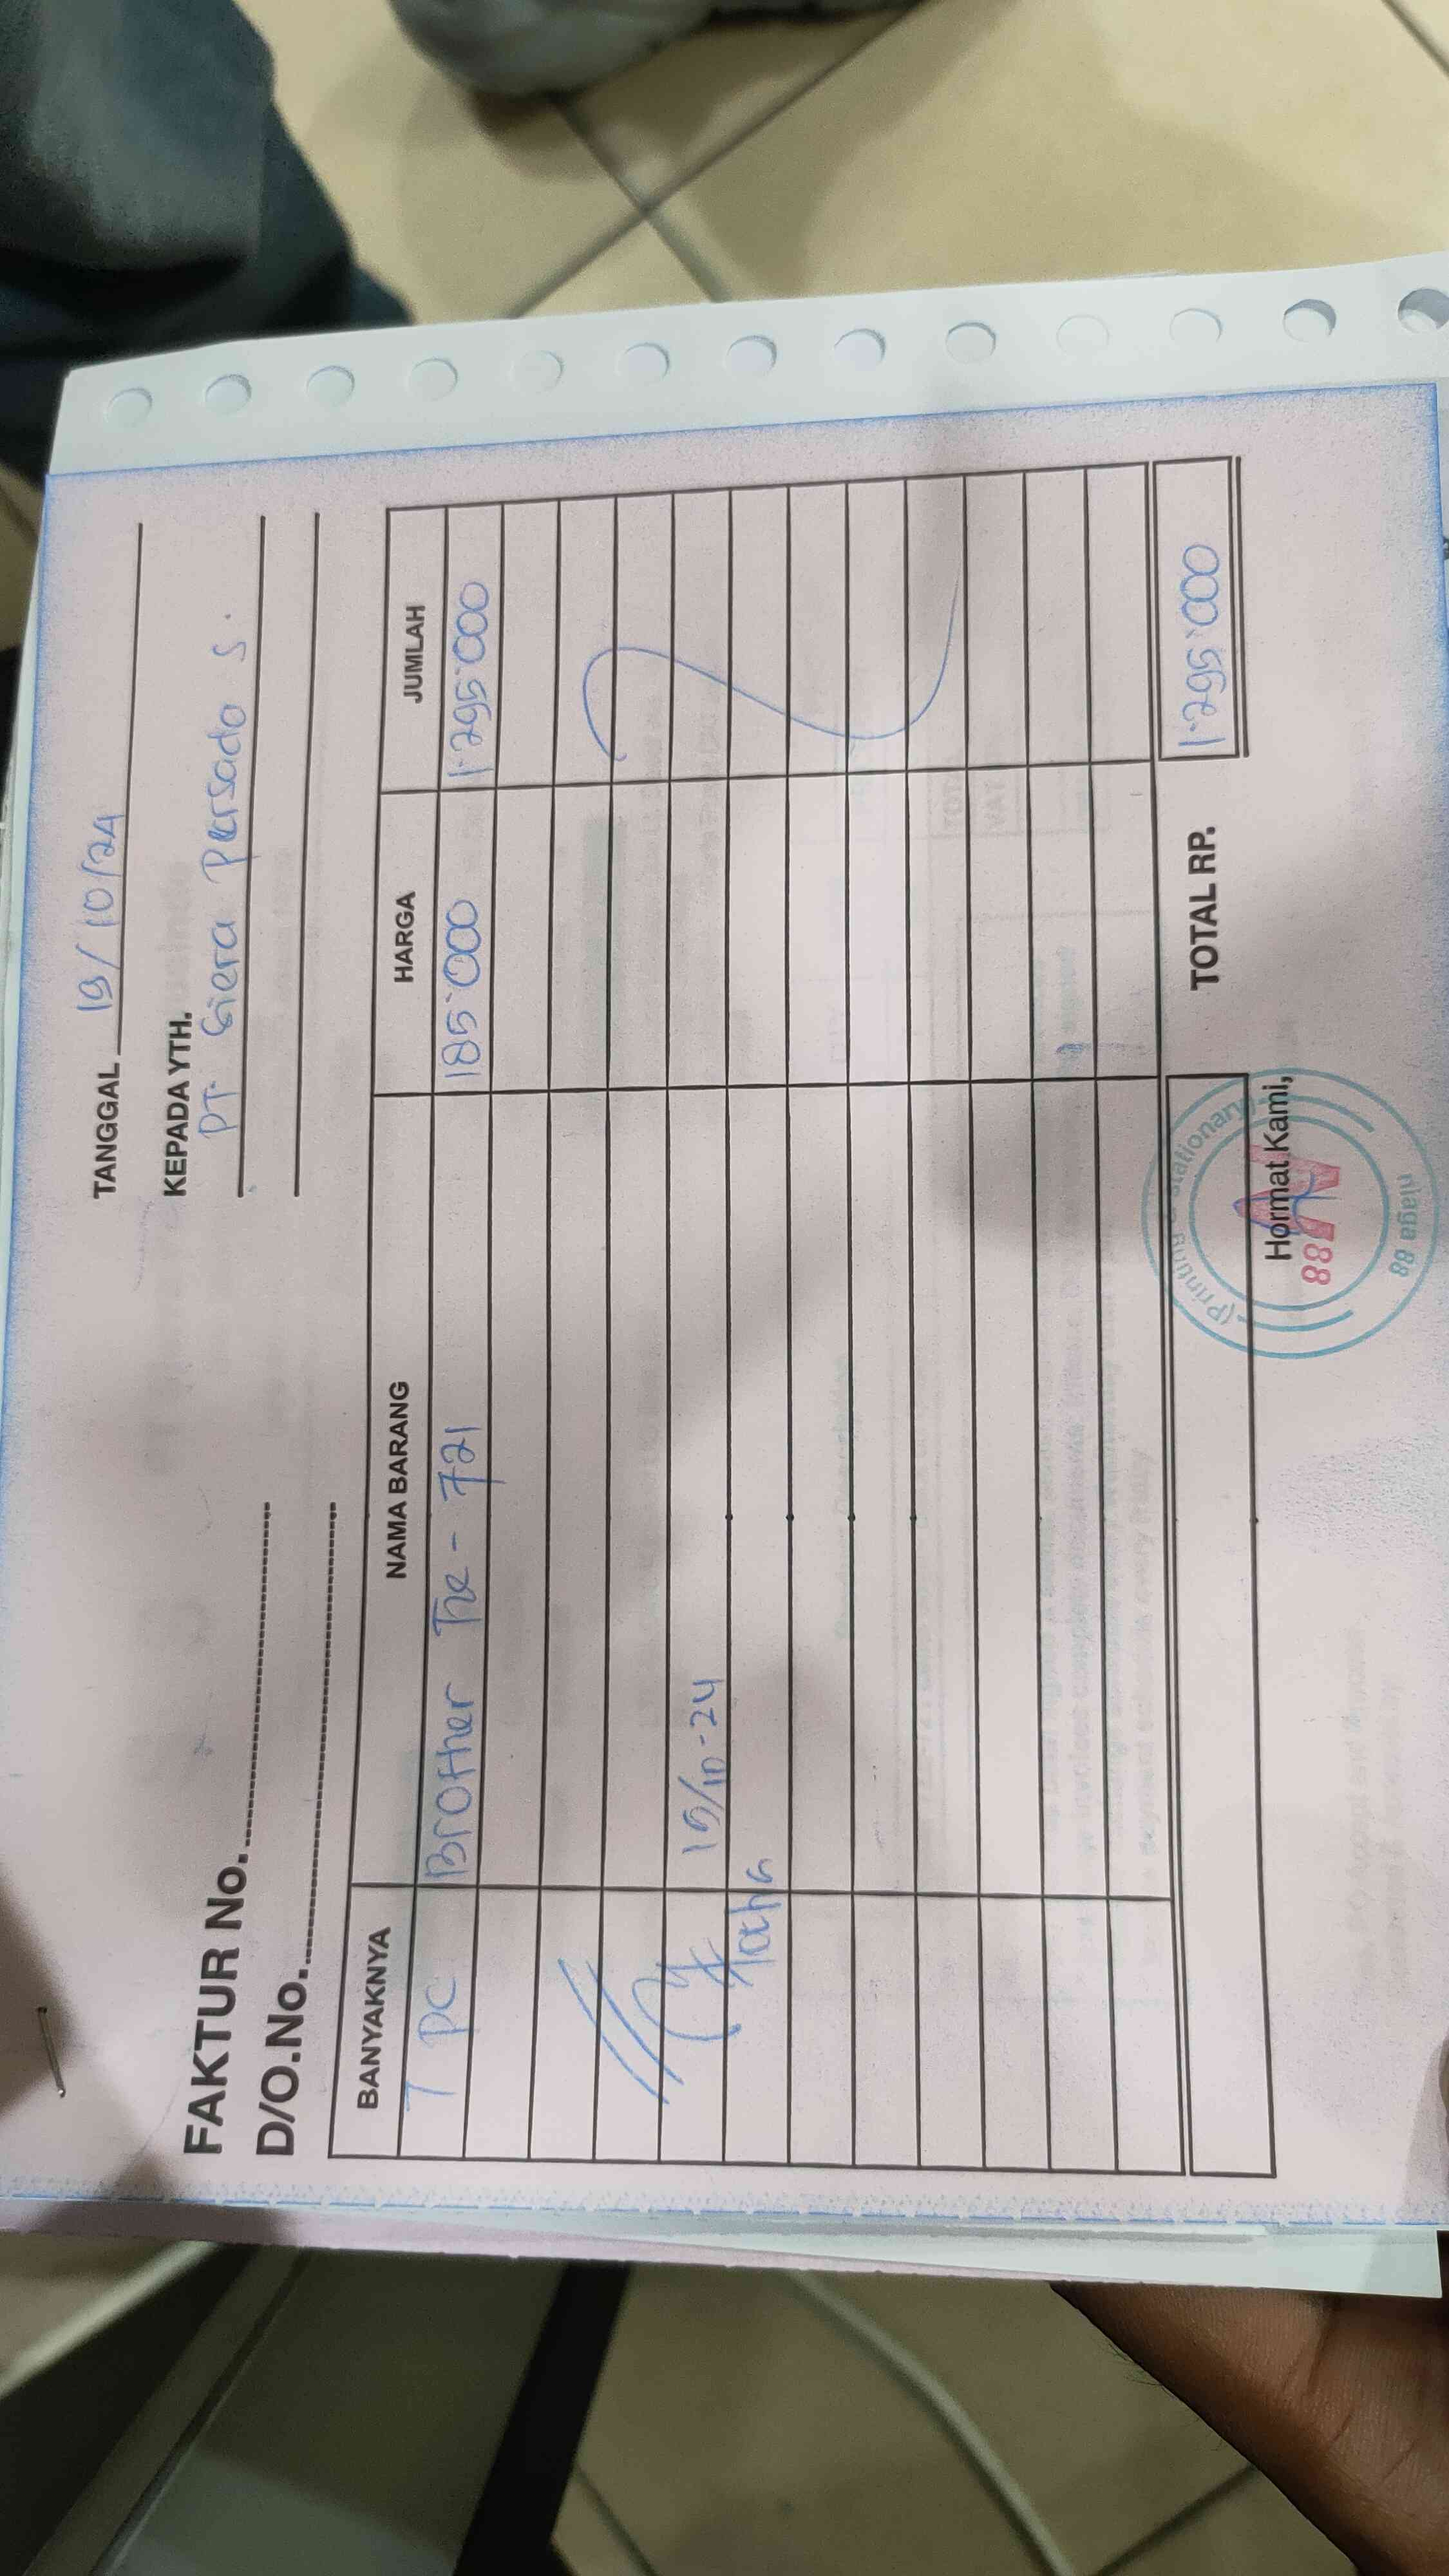 TANGGAL 19/10/24
KEPADA YTH.
PT. Giera Persada S.
FAKTUR No.
D/O.No.
BANYAKNYA NAMA BARANG HARGA JUMLAH
7 PC Brother Tze - 721 185.000 1.295.000
19/10-24
TOTAL RP. 1.295.000
Hormat Kami,
(Printing & Stationary)
888
niaga 88